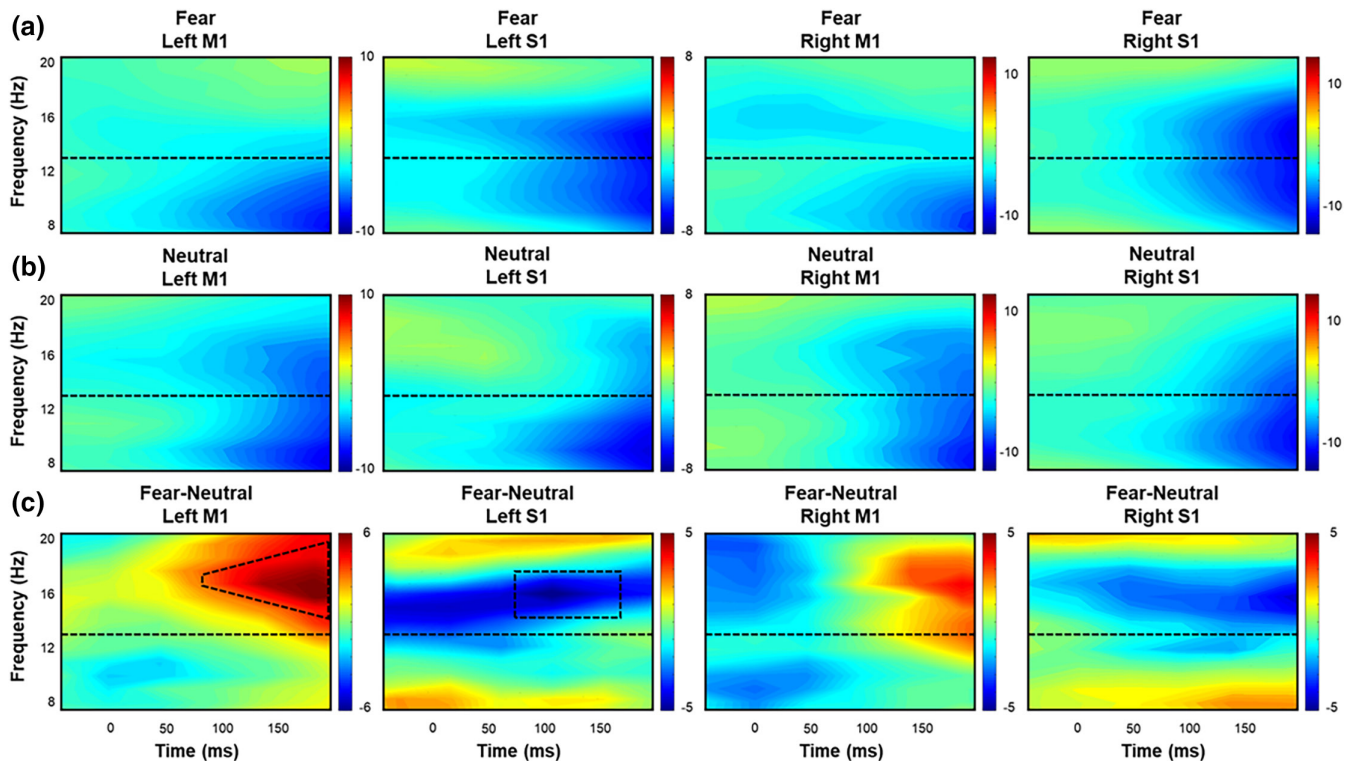 (a)
Fear
Left M1
Fear
Left S1
Fear
Right M1
Fear
Right S1
Frequency (Hz)
20
16
12
8
10
-10
8
-8
10
-10
10
-10
(b)
Neutral
Left M1
Neutral
Left S1
Neutral
Right M1
Neutral
Right S1
Frequency (Hz)
20
16
12
8
10
-10
8
-8
10
-10
10
-10
(c)
Fear-Neutral
Left M1
Fear-Neutral
Left S1
Fear-Neutral
Right M1
Fear-Neutral
Right S1
Frequency (Hz)
20
16
12
8
6
-6
5
-5
5
-5
5
-5
0 50 100 150
0 50 100 150
0 50 100 150
0 50 100 150
Time (ms)
Time (ms)
Time (ms)
Time (ms)